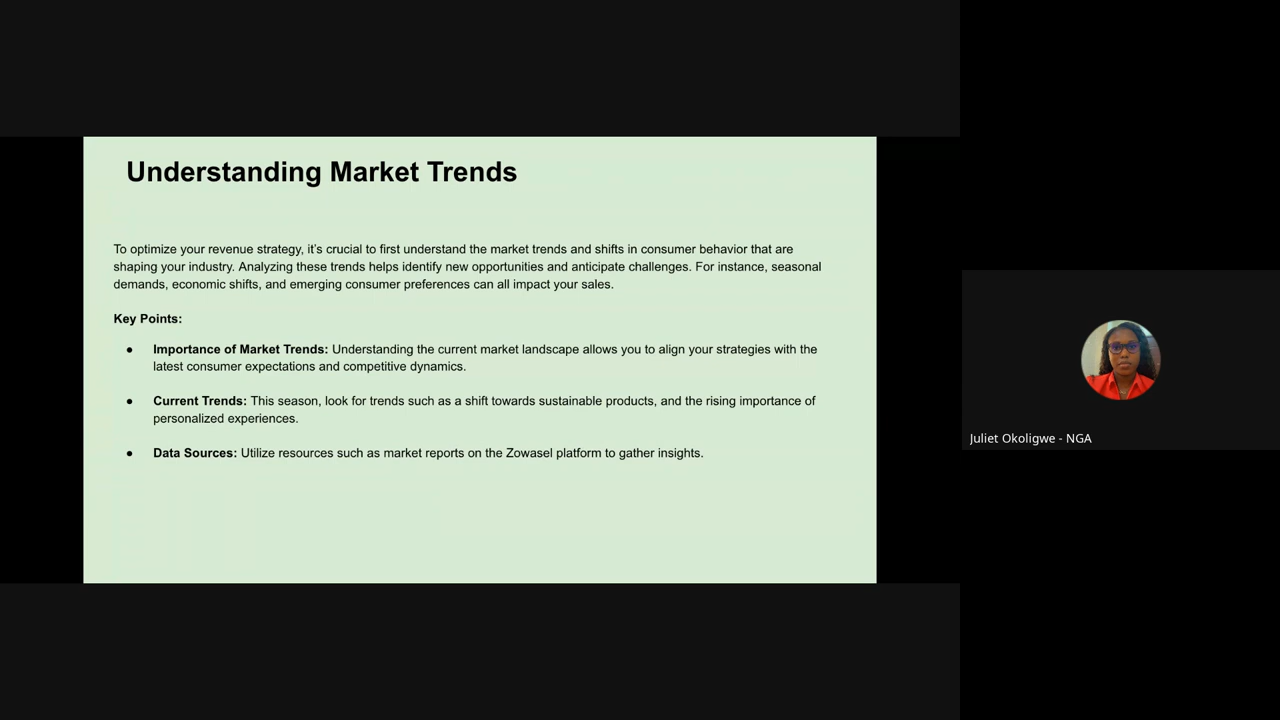 Understanding Market Trends
To optimize your revenue strategy, it’s crucial to first understand the market trends and shifts in consumer behavior that are
shaping your industry. Analyzing these trends helps identify new opportunities and anticipate challenges. For instance, seasonal
demands, economic shifts, and emerging consumer preferences can all impact your sales.
Key Points:
● Importance of Market Trends: Understanding the current market landscape allows you to align your strategies with the
latest consumer expectations and competitive dynamics.
● Current Trends: This season, look for trends such as a shift towards sustainable products, and the rising importance of
personalized experiences.
● Data Sources: Utilize resources such as market reports on the Zowasel platform to gather insights.
Juliet Okoligwe - NGA